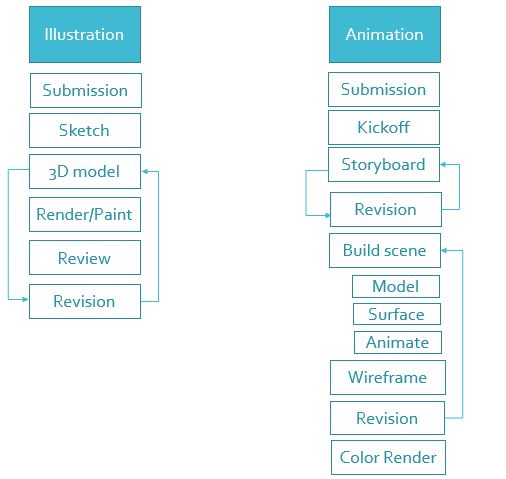 Illustration
Submission
Sketch
3D model
Render/Paint
Review
Revision
Animation
Submission
Kickoff
Storyboard
Revision
Build scene
Model
Surface
Animate
Wireframe
Revision
Color Render